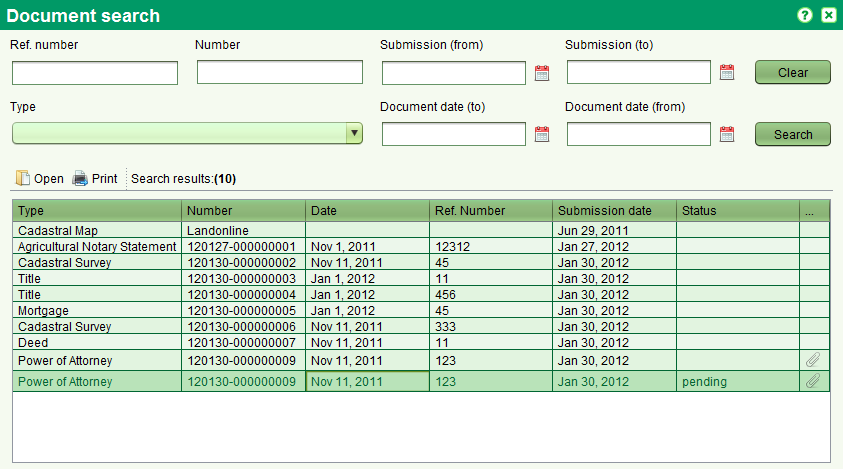 Document search
Ref. number Number Submission (from) Submission (to)
Clear
Type Document date (to) Document date (from)
Search
Open Print Search results:(10)
Type Number Date Ref. Number Submission date Status ...
Cadastral Map Landonline Jun 29, 2011
Agricultural Notary Statement 120127-000000001 Nov 1, 2011 12312 Jan 27, 2012
Cadastral Survey 120130-000000002 Nov 11, 2011 45 Jan 30, 2012
Title 120130-000000003 Jan 1, 2012 11 Jan 30, 2012
Title 120130-000000004 Jan 1, 2012 456 Jan 30, 2012
Mortgage 120130-000000005 Jan 1, 2012 45 Jan 30, 2012
Cadastral Survey 120130-000000006 Nov 11, 2011 333 Jan 30, 2012
Deed 120130-000000007 Nov 11, 2011 11 Jan 30, 2012
Power of Attorney 120130-000000009 Nov 11, 2011 123 Jan 30, 2012
Power of Attorney 120130-000000009 Nov 11, 2011 123 Jan 30, 2012 pending